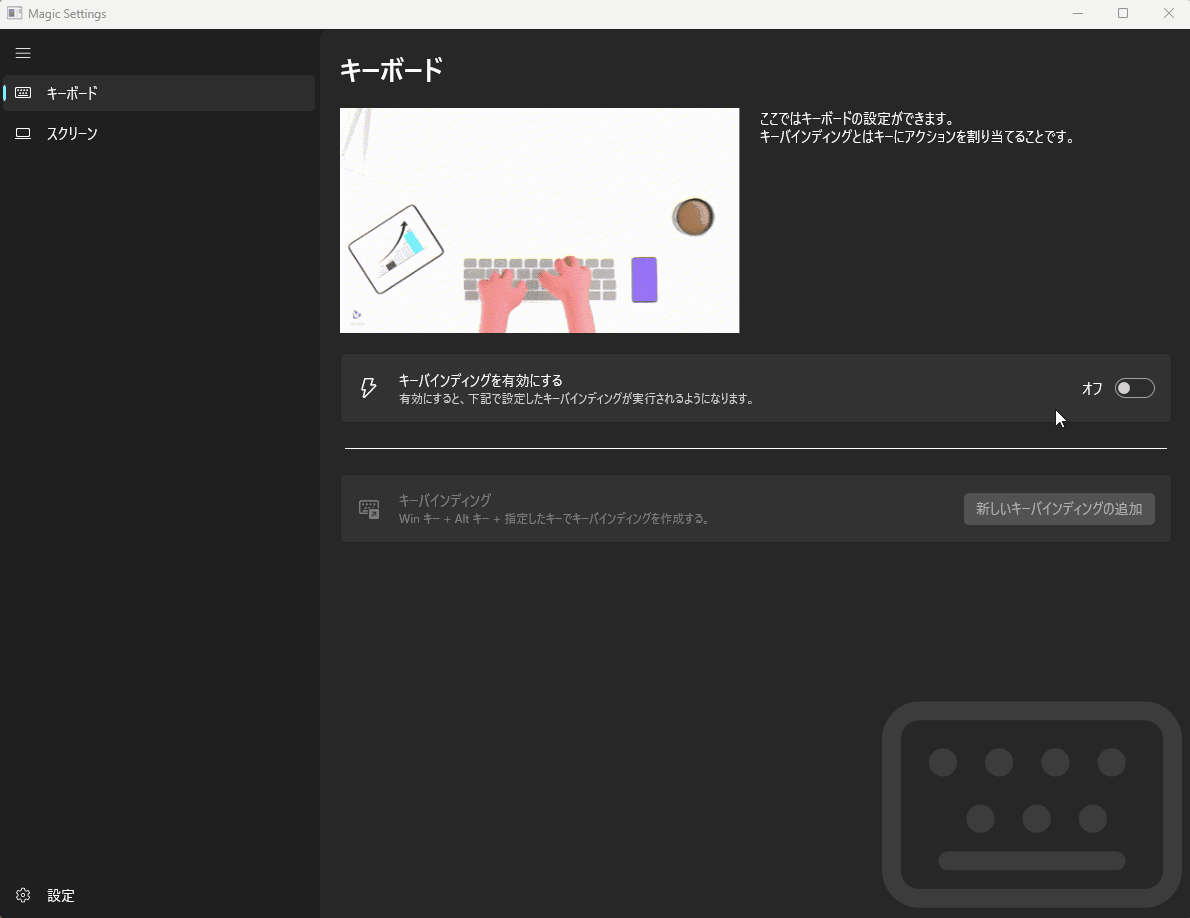 Magic Settings
キーボード
スクリーン
設定
キーボード
ここではキーボードの設定ができます。
キーバインディングとはキーにアクションを割り当てることです。
キーバインディングを有効にする
有効にすると、下記で設定したキーバインディングが実行されるようになります。
オフ
キーバインディング
Win キー + Alt キー + 指定したキーでキーバインディングを作成する。
新しいキーバインディングの追加